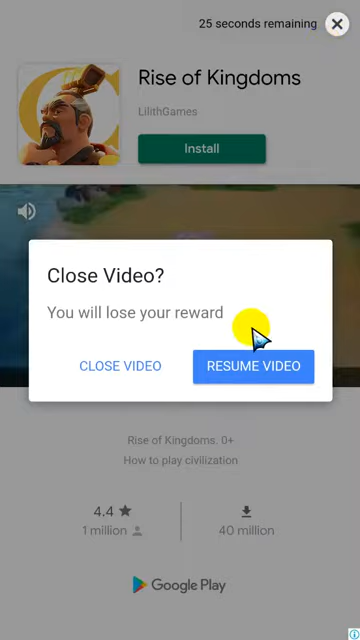 25 seconds remaining
Rise of Kingdoms
LilithGames
Install
Close Video?
You will lose your reward
CLOSE VIDEO
RESUME VIDEO
Rise of Kingdoms. 0+
How to play civilization
4.4
1 million
40 million
Google Play